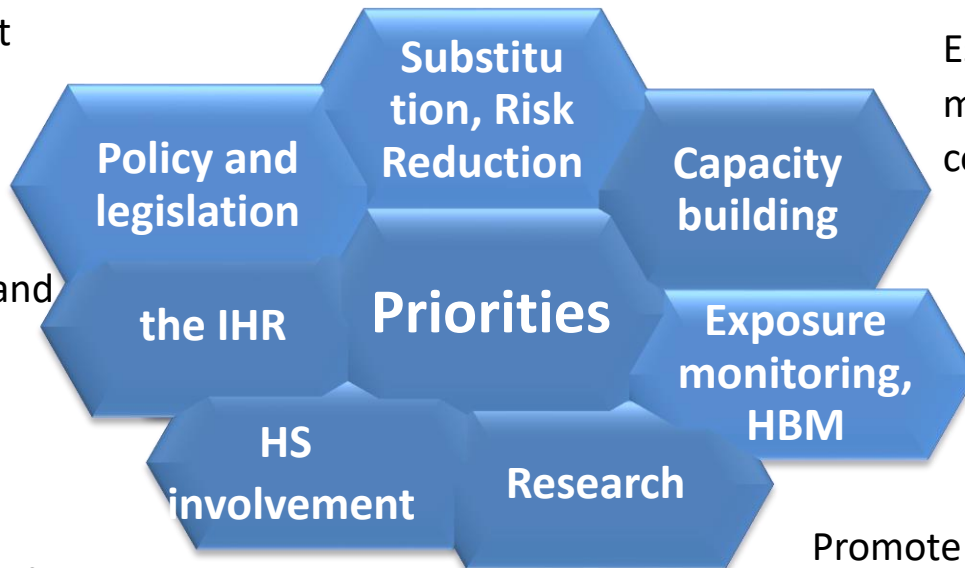 Substitu
tion, Risk
Reduction
Policy and
legislation
Capacity
building
and
the IHR
Priorities
Exposure
monitoring,
HBM
HS
involvement
Research
Promote